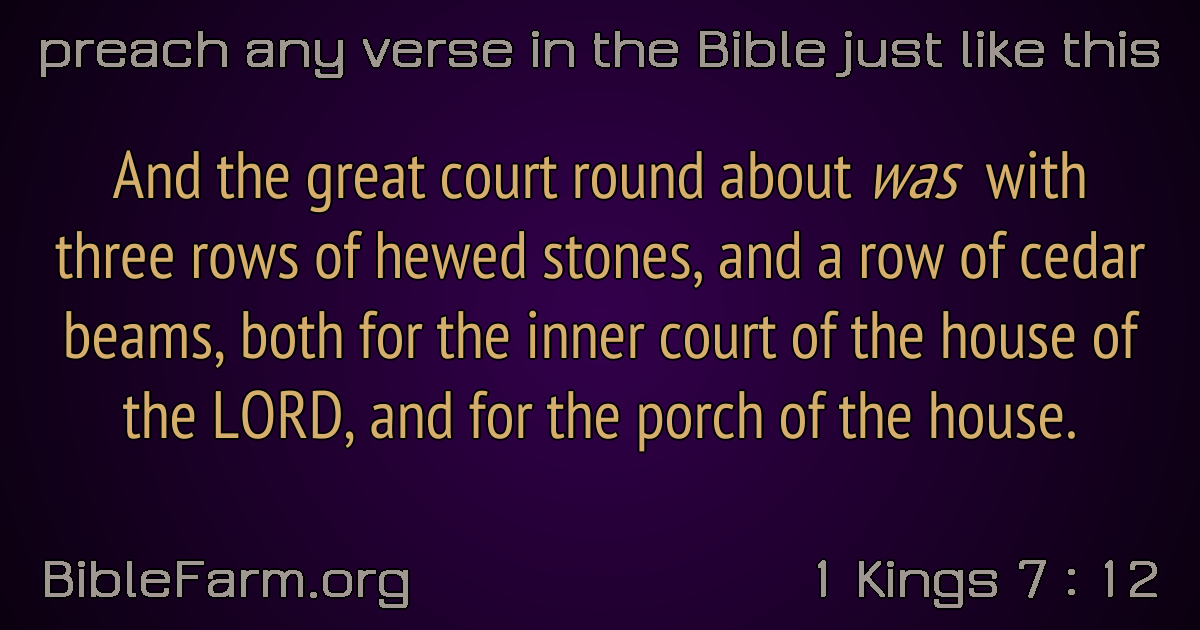 preach any verse in the Bible just like this
And the great court round about was with
three rows of hewed stones, and a row of cedar
beams, both for the inner court of the house of
the LORD, and for the porch of the house.
BibleFarm.org
1 Kings 7 : 12